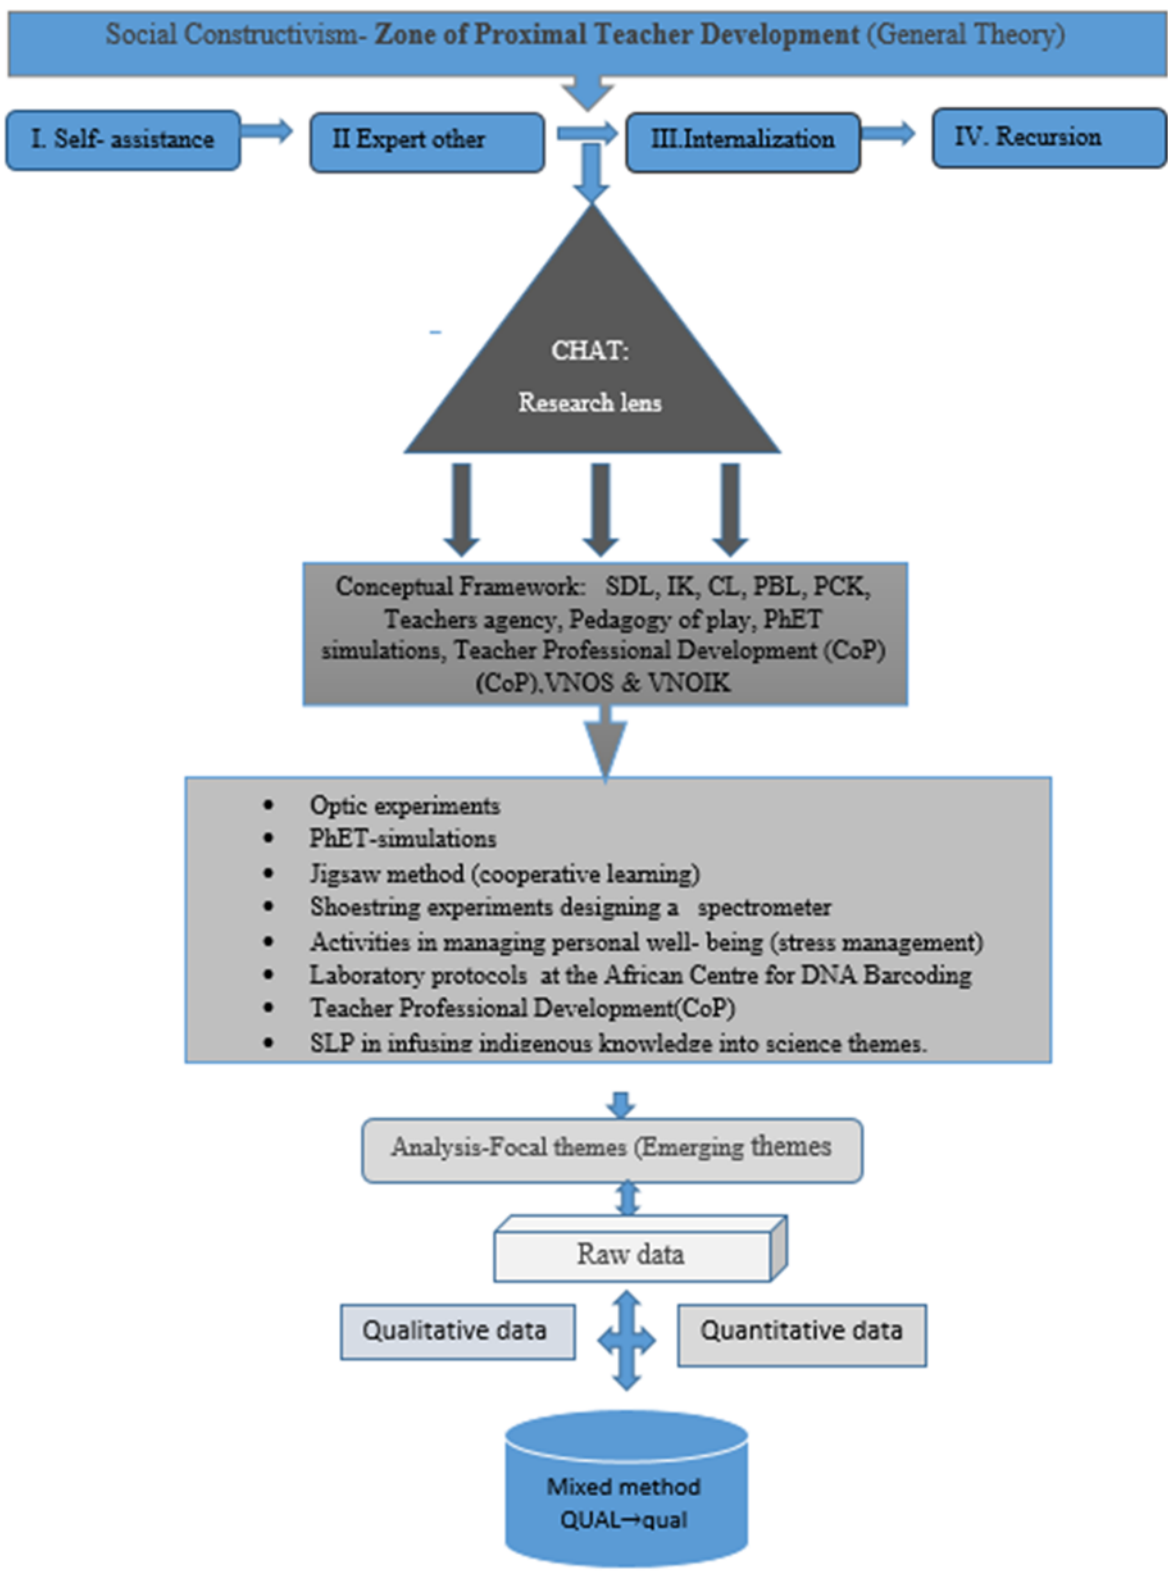 Social Constructivism- Zone of Proximal Teacher Development (General Theory)
I. Self- assistance
II Expert other
III.Internalization
IV. Recursion
CHAT:
Research lens
Conceptual Framework: SDL, IK, CL, PBL, PCK,
Teachers agency, Pedagogy of play, PhET
simulations, Teacher Professional Development (CoP)
(CoP).VNOS & VNOIK
• Optic experiments
• PhET-simulations
• Jigsaw method (cooperative learning)
• Shoestring experiments designing a spectrometer
• Activities in managing personal well- being (stress management)
• Laboratory protocols at the African Centre for DNA Barcoding
• Teacher Professional Development(CoP)
• SLP in infusing indigenous knowledge into science themes.
Analysis-Focal themes (Emerging themes
Raw data
Qualitative data
Quantitative data
Mixed method
QUAL→qual